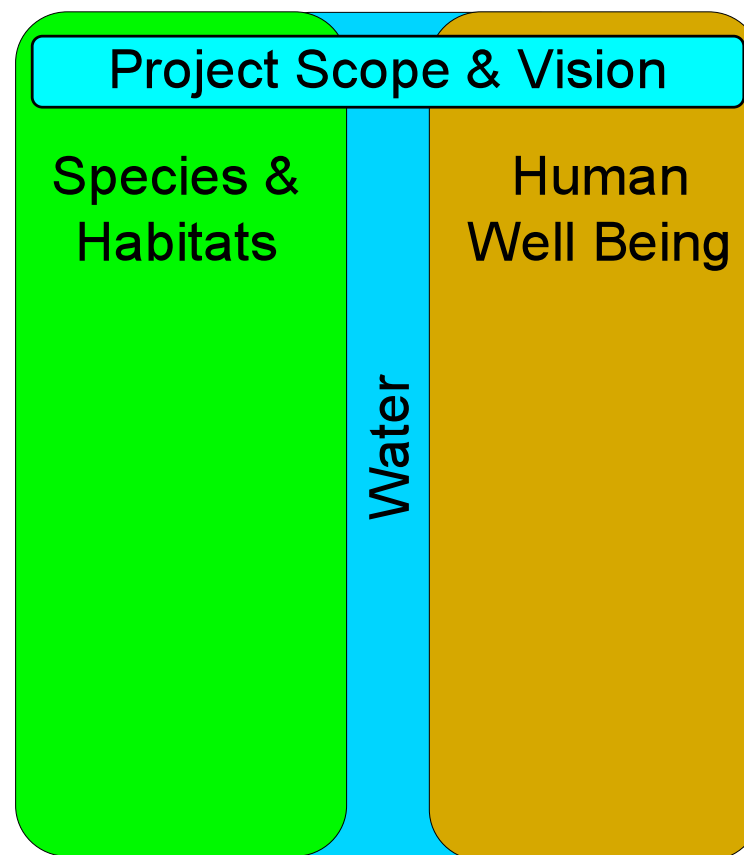 Project Scope & Vision
Species &
Habitats
Water
Human
Well Being